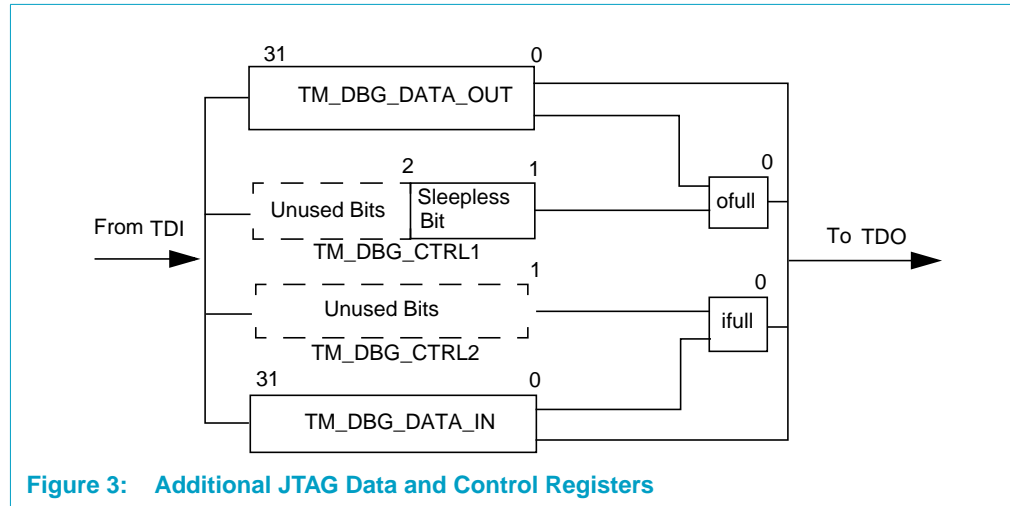 31 0
TM_DBG_DATA_OUT
2 1 0
Unused Bits Sleepless
Bit
ofull
From TDI
TM_DBG_CTRL1
To TDO
1 0
Unused Bits
ifull
TM_DBG_CTRL2
31 0
TM_DBG_DATA_IN
Figure 3: Additional JTAG Data and Control Registers